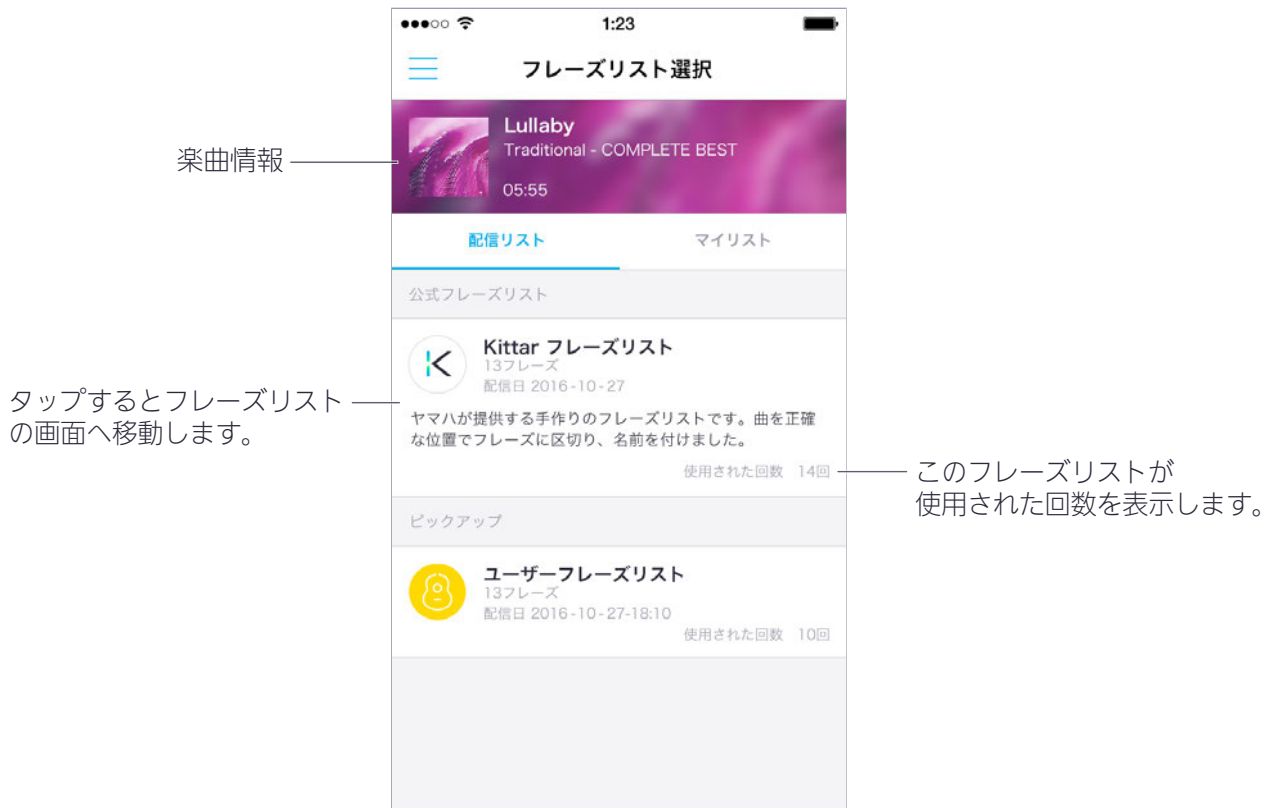 1:23
フレーズリスト選択
楽曲情報
Lullaby
Traditional - COMPLETE BEST
05:55
配信リスト
マイリスト
公式フレーズリスト
Kittar フレーズリスト
13フレーズ
配信日 2016-10-27
タップするとフレーズリスト
の画面へ移動します。
ヤマハが提供する手作りのフレーズリストです。曲を正確
な位置でフレーズに区切り、名前を付けました。
使用された回数 14回
このフレーズリストが
使用された回数を表示します。
ピックアップ
ユーザーフレーズリスト
13フレーズ
配信日 2016-10-27-18:10
使用された回数 10回